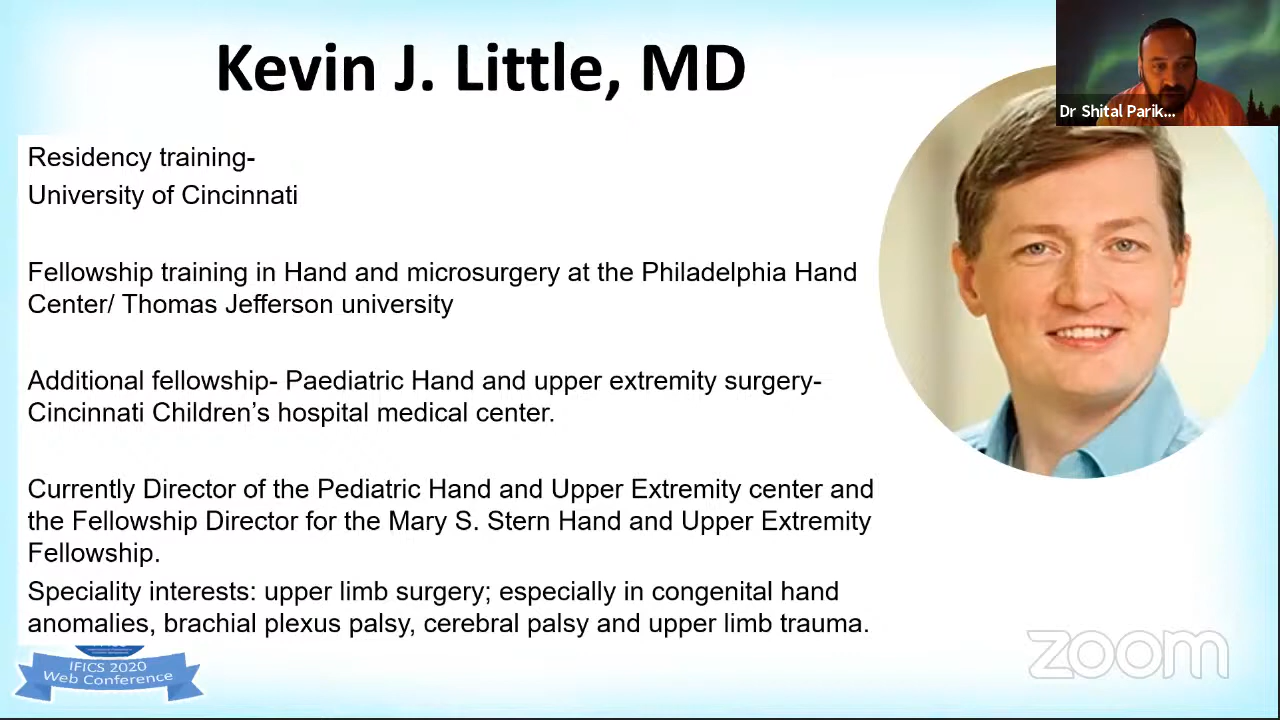 Kevin J. Little, MD
Dr Shital Parik...
Residency training-
University of Cincinnati
Fellowship training in Hand and microsurgery at the Philadelphia Hand
Center/ Thomas Jefferson university
Additional fellowship- Paediatric Hand and upper extremity surgery-
Cincinnati Children’s hospital medical center.
Currently Director of the Pediatric Hand and Upper Extremity center and
the Fellowship Director for the Mary S. Stern Hand and Upper Extremity
Fellowship.
Speciality interests: upper limb surgery; especially in congenital hand
anomalies, brachial plexus palsy, cerebral palsy and upper limb trauma.
IFICS 2020
Web Conference
zoom